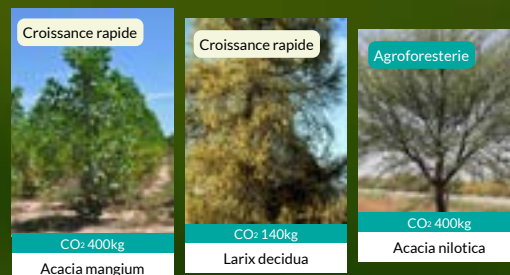 Croissance rapide
CO2 400kg
Acacia mangium
Croissance rapide
CO2 140kg
Larix decidua
Agroforesterie
CO2 400kg
Acacia nilotica